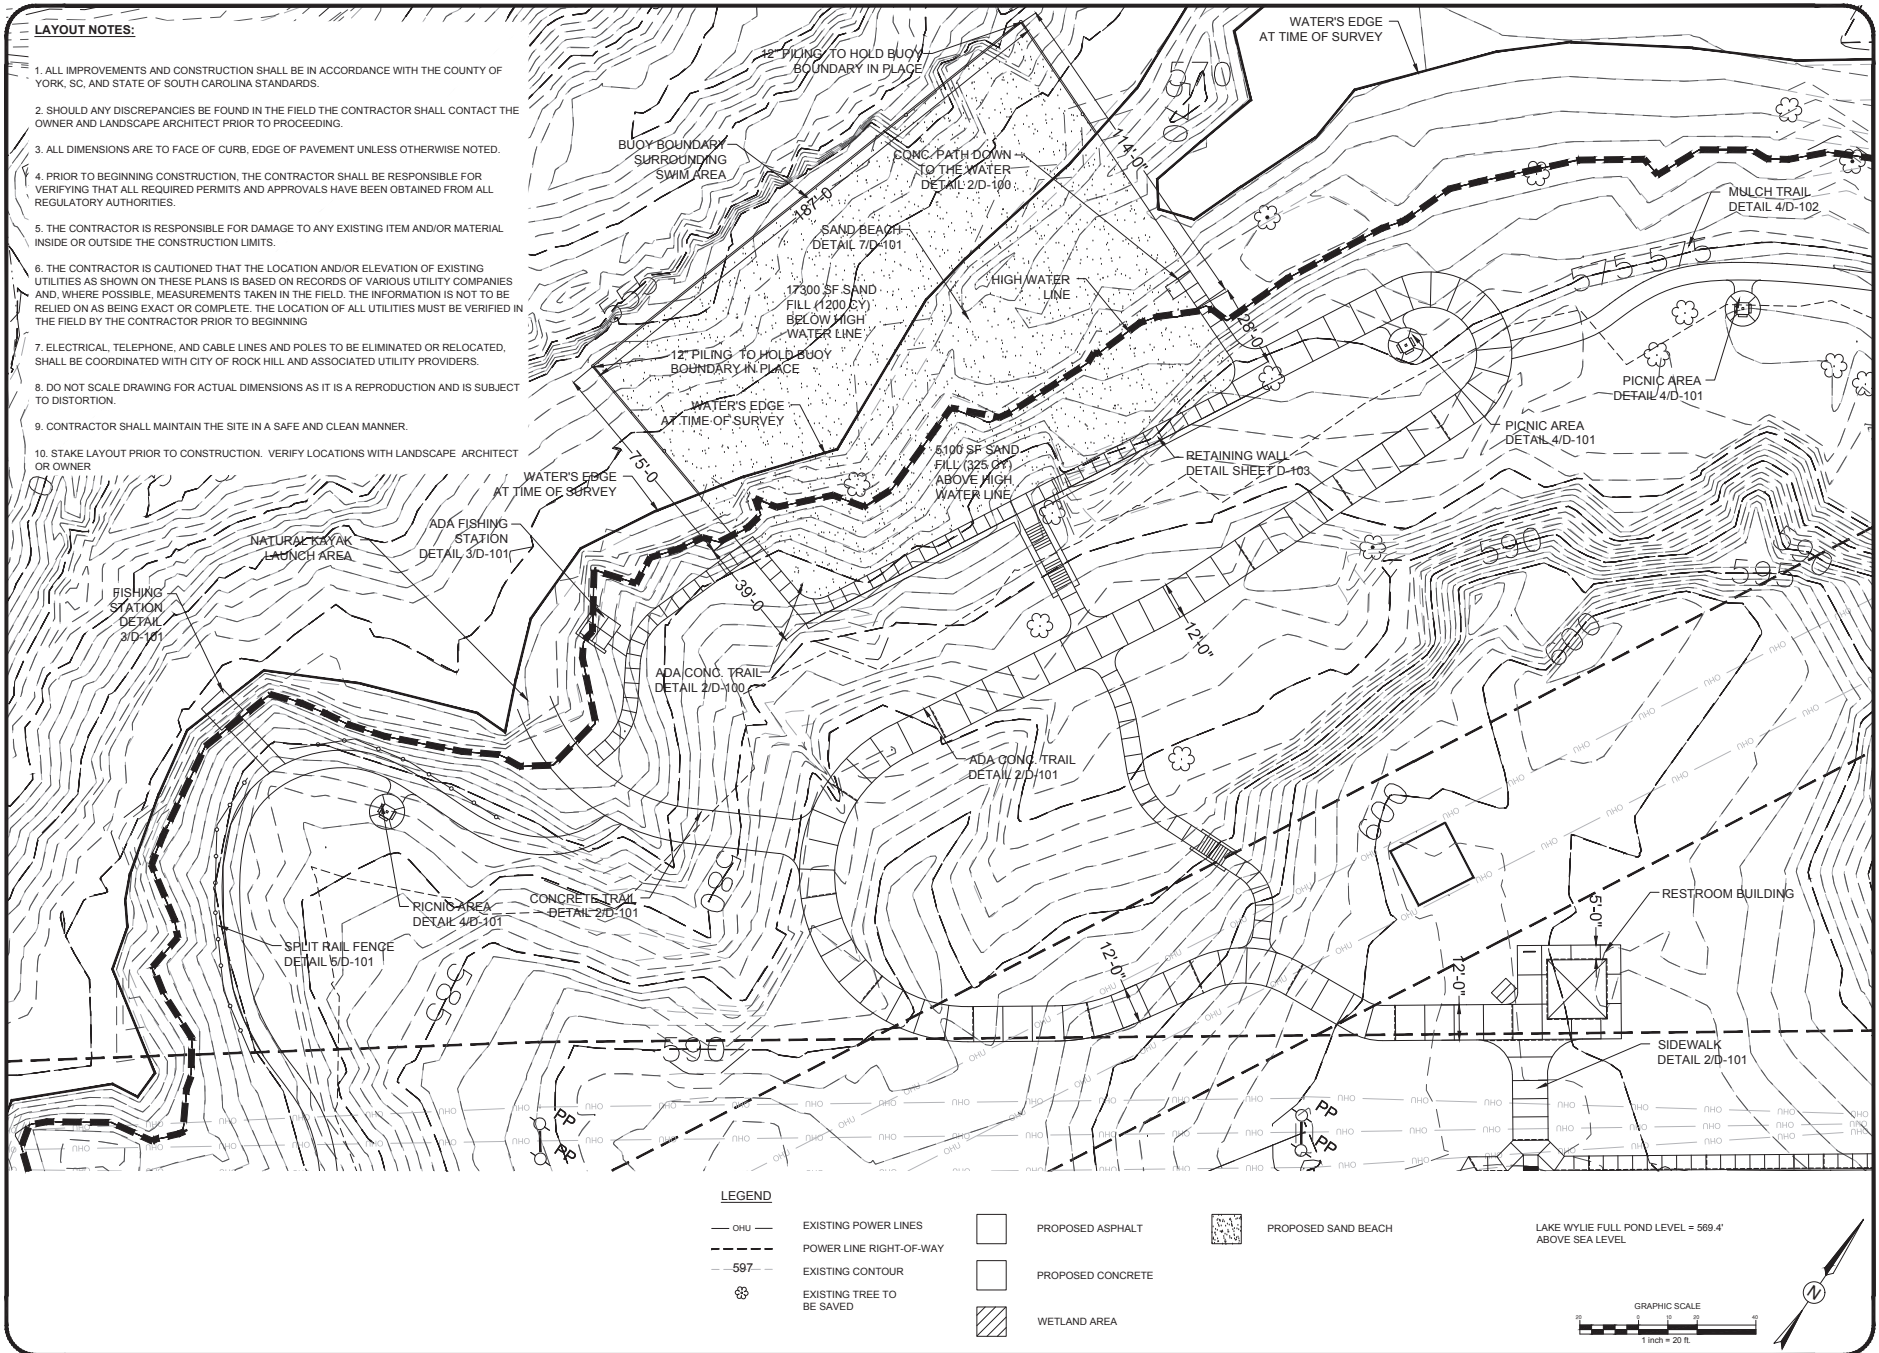 LAYOUT NOTES:
1. ALL IMPROVEMENTS AND CONSTRUCTION SHALL BE IN ACCORDANCE WITH THE COUNTY OF
YORK, SC, AND STATE OF SOUTH CAROLINA STANDARDS.
2. SHOULD ANY DISCREPANCIES BE FOUND IN THE FIELD THE CONTRACTOR SHALL CONTACT THE
OWNER AND LANDSCAPE ARCHITECT PRIOR TO PROCEEDING.
3. ALL DIMENSIONS ARE TO FACE OF CURB, EDGE OF PAVEMENT UNLESS OTHERWISE NOTED.
4. PRIOR TO BEGINNING CONSTRUCTION, THE CONTRACTOR SHALL BE RESPONSIBLE FOR
VERIFYING THAT ALL REQUIRED PERMITS AND APPROVALS HAVE BEEN OBTAINED FROM ALL
REGULATORY AUTHORITIES.
5. THE CONTRACTOR IS RESPONSIBLE FOR DAMAGE TO ANY EXISTING ITEM AND/OR MATERIAL
INSIDE OR OUTSIDE THE CONSTRUCTION LIMITS.
6. THE CONTRACTOR IS CAUTIONED THAT THE LOCATION AND/OR ELEVATION OF EXISTING
UTILITIES AS SHOWN ON THESE PLANS IS BASED ON RECORDS OF VARIOUS UTILITY COMPANIES
AND, WHERE POSSIBLE, MEASUREMENTS TAKEN IN THE FIELD. THE INFORMATION IS NOT TO BE
RELIED ON AS BEING EXACT OR COMPLETE. THE LOCATION OF ALL UTILITIES MUST BE VERIFIED IN
THE FIELD BY THE CONTRACTOR PRIOR TO BEGINNING
7. ELECTRICAL, TELEPHONE, AND CABLE LINES AND POLES TO BE ELIMINATED OR RELOCATED,
SHALL BE COORDINATED WITH CITY OF ROCK HILL AND ASSOCIATED UTILITY PROVIDERS.
8. DO NOT SCALE DRAWING FOR ACTUAL DIMENSIONS AS IT IS A REPRODUCTION AND IS SUBJECT
TO DISTORTION.
9. CONTRACTOR SHALL MAINTAIN THE SITE IN A SAFE AND CLEAN MANNER.
10. STAKE LAYOUT PRIOR TO CONSTRUCTION. VERIFY LOCATIONS WITH LANDSCAPE ARCHITECT
OR OWNER
12" PILING TO HOLD BUOY
BOUNDARY IN PLACE
WATER'S EDGE
AT TIME OF SURVEY
570
570
BUOY BOUNDARY
SURROUNDING
SWIM AREA
CONC. PATH DOWN
TO THE WATER
DETAIL 2/D-100
114'-0
187'-0
MULCH TRAIL
DETAIL 4/D-102
SAND BEACH
DETAIL 7/D-101
575 575
HIGH WATER
LINE
17300 SF SAND
FILL (1200 CY)
BELOW HIGH
WATER LINE
28'-0
12" PILING TO HOLD BUOY
BOUNDARY IN PLACE
PICNIC AREA
DETAIL 4/D-101
WATER'S EDGE
AT TIME OF SURVEY
PICNIC AREA
DETAIL 4/D-101
5100 SF SAND
FILL (325 CY)
ABOVE HIGH
WATER LINE
RETAINING WALL
DETAIL SHEET D-103
75'-0
WATER'S EDGE
AT TIME OF SURVEY
ADA FISHING
STATION
DETAIL 3/D-101
NATURAL KAYAK
LAUNCH AREA
590
FISHING
STATION
DETAIL
3/D-101
39'-0
12'-0"
ADA CONC. TRAIL
DETAIL 2/D-100
ADA CONC. TRAIL
DETAIL 2/D-101
600
PICNIC AREA
DETAIL 4/D-101
CONCRETE TRAIL
DETAIL 2/D-101
RESTROOM BUILDING
5'-0"
SPLIT RAIL FENCE
DETAIL 5/D-101
585
12'-0"
12'-0"
590
SIDEWALK
DETAIL 2/D-101
OHU OHU OHU OHU
PP
PP
PP
PP
LEGEND
OHU EXISTING POWER LINES
POWER LINE RIGHT-OF-WAY
597 EXISTING CONTOUR
EXISTING TREE TO
BE SAVED
PROPOSED ASPHALT
PROPOSED CONCRETE
WETLAND AREA
PROPOSED SAND BEACH
LAKE WYLIE FULL POND LEVEL = 569.4'
ABOVE SEA LEVEL
N
GRAPHIC SCALE
20 0 10 20 40
1 inch = 20 ft.